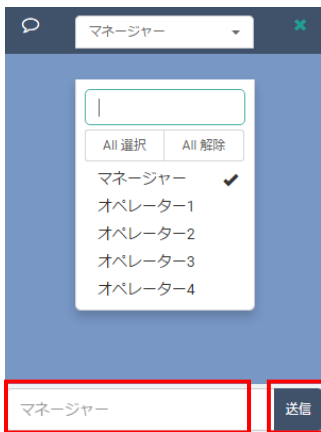 マネージャー
All 選択 All 解除
マネージャー
オペレーター1
オペレーター2
オペレーター3
オペレーター4
マネージャー 送信